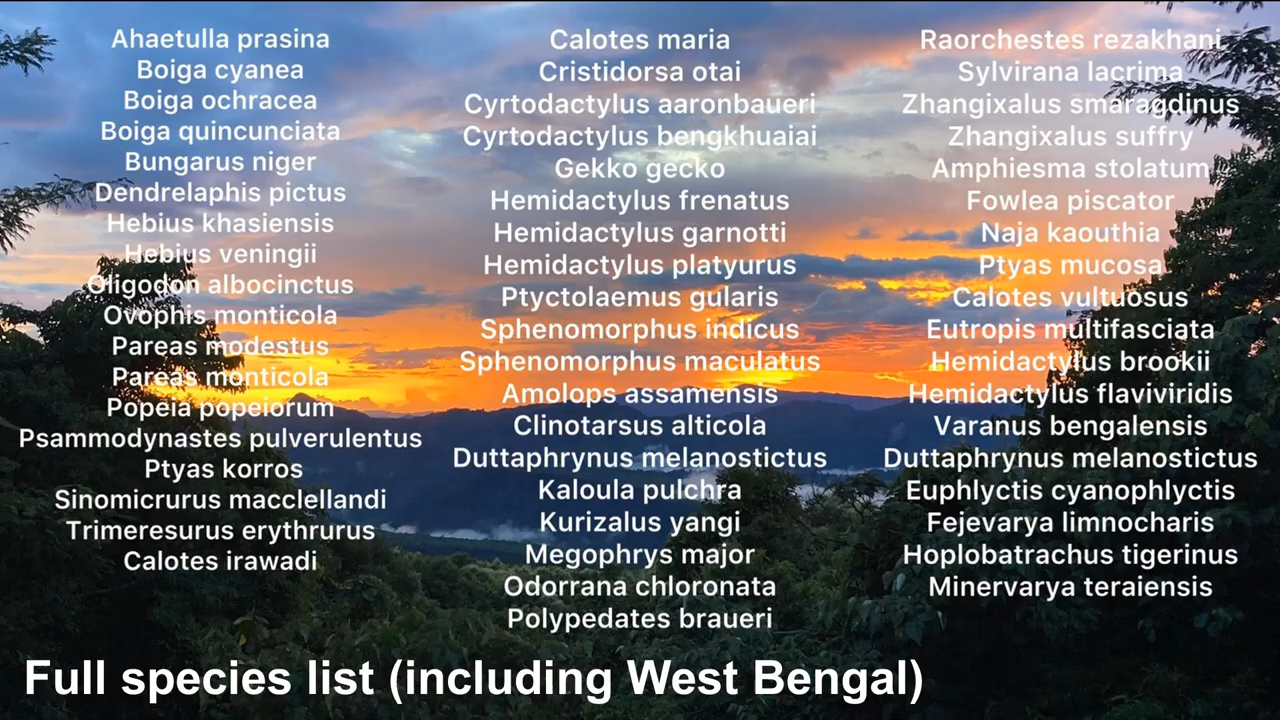 Ahaetulla prasina
Boiga cyanea
Boiga ochracea
Boiga quincunciata
Bungarus niger
Dendrelaphis pictus
Hebius khasiensis
Hebius veningii
Oligodon albocinctus
Ovophis monticola
Pareas modestus
Pareas monticola
Popeia popeiorum
Psammodynastes pulverulentus
Ptyas korros
Sinomicrurus macclellandi
Trimeresurus erythrurus
Calotes irawadi
Calotes maria
Cristidorsa otai
Cyrtodactylus aaronbaueri
Cyrtodactylus bengkhuaiai
Gekko gecko
Hemidactylus frenatus
Hemidactylus garnotti
Hemidactylus platyurus
Ptyctolaemus gularis
Sphenomorphus indicus
Sphenomorphus maculatus
Amolops assamensis
Clinotarsus alticola
Duttaphrynus melanostictus
Kaloula pulchra
Kurizalus yangi
Megophrys major
Odorrana chloronata
Polypedates braueri
Raorchestes rezakhani
Sylvirana lacrima
Zhangixalus smaragdinus
Zhangixalus suffry
Amphiesma stolatum
Fowlea piscator
Naja kaouthia
Ptyas mucosa
Calotes vultuosus
Eutropis multifasciata
Hemidactylus brookii
Hemidactylus flaviviridis
Varanus bengalensis
Duttaphrynus melanostictus
Euphlyctis cyanophlyctis
Fejevarya limnocharis
Hoplobatrachus tigerinus
Minervarya teraiensis
Full species list (including West Bengal)